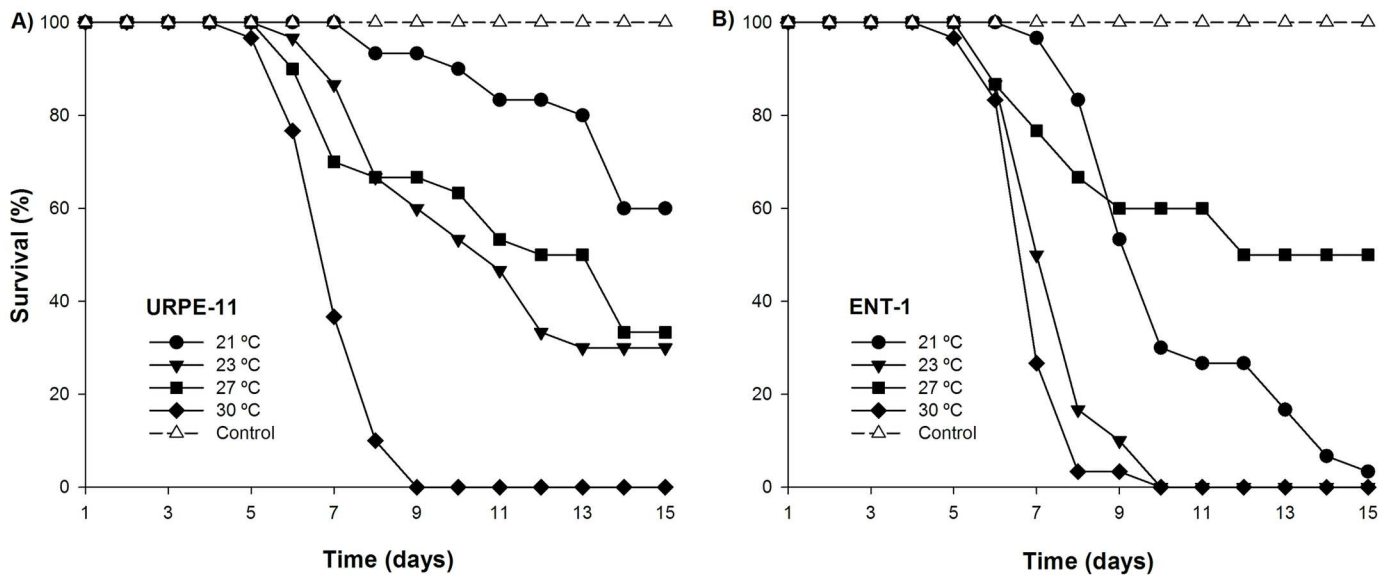 A)
100
80
60
40
20
0
Survival (%)
URPE-11
21 ºC
23 ºC
27 ºC
30 ºC
Control
1 3 5 7 9 11 13 15
Time (days)
B)
100
80
60
40
20
0
ENT-1
21 ºC
23 ºC
27 ºC
30 ºC
Control
1 3 5 7 9 11 13 15
Time (days)